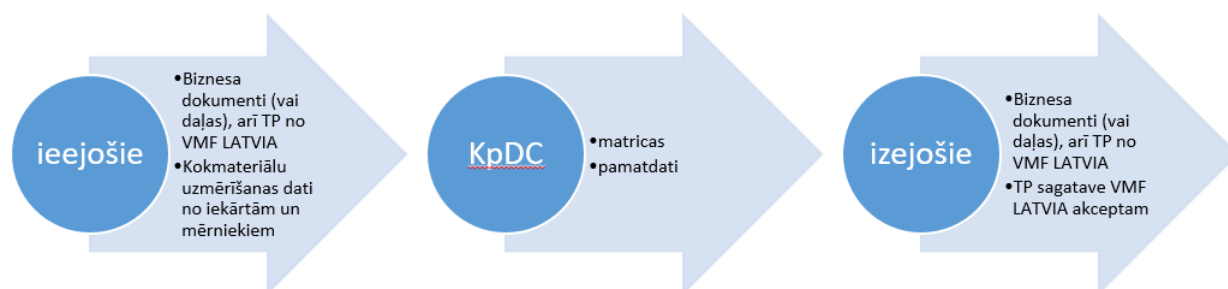 ieejošie
•Biznesa
dokumenti (vai
daļas), arī TP no
VMF LATVIA
•Kokmateriālu
uzmērīšanas dati
no iekārtām un
mērniekiem
KpDC
•matricas
•pamatdati
izejošie
•Biznesa
dokumenti (vai
daļas), arī TP no
VMF LATVIA
•TP sagatave VMF
LATVIA akceptam